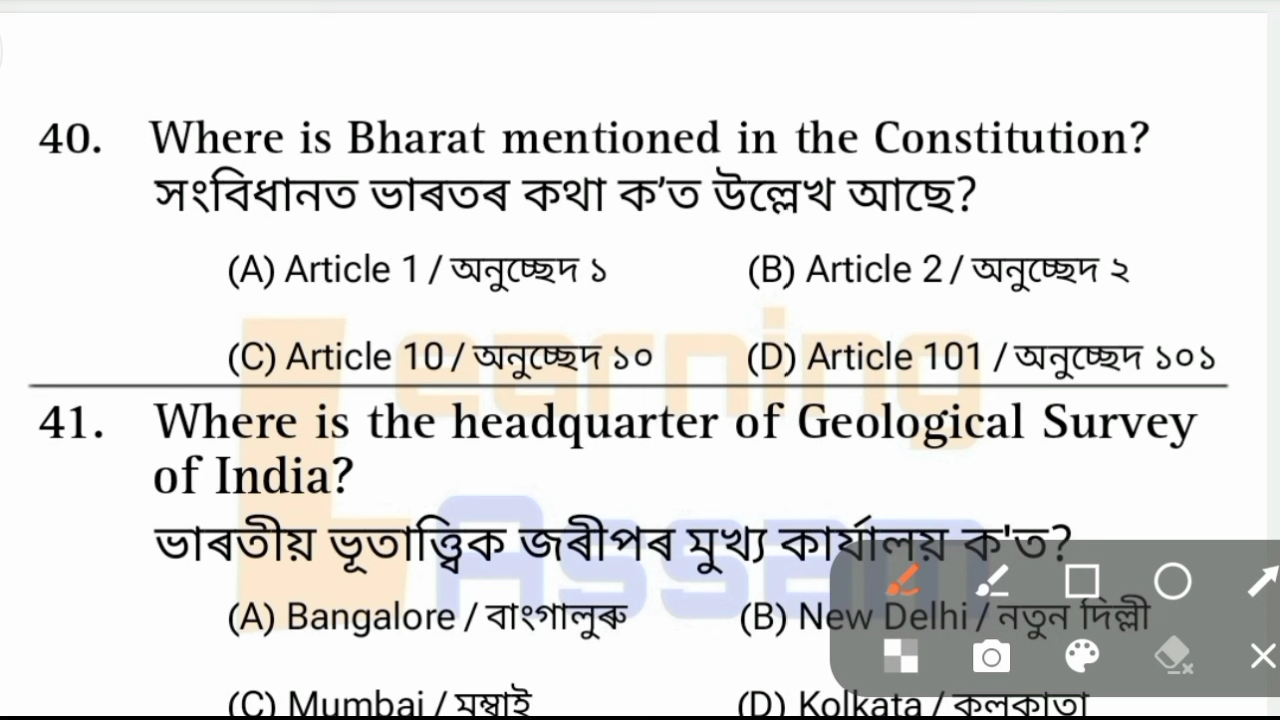 40. Where is Bharat mentioned in the Constitution?
সংবিধানত ভাৰতৰ কথা ক’ত উল্লেখ আছে?
(A) Article 1 / অনুচ্ছেদ ১ (B) Article 2 / অনুচ্ছেদ ২
(C) Article 10 / অনুচ্ছেদ ১০ (D) Article 101 / অনুচ্ছেদ ১০১
41. Where is the headquarter of Geological Survey
of India?
ভাৰতীয় ভূতাত্ত্বিক জৰীপৰ মুখ্য কাৰ্যালয় ক'ত?
(A) Bangalore / বাংগালুৰু (B) New Delhi / নতুন দিল্লী
(C) Mumbai / মুম্বাই (D) Kolkata / কলকাতা
Learning
Assam